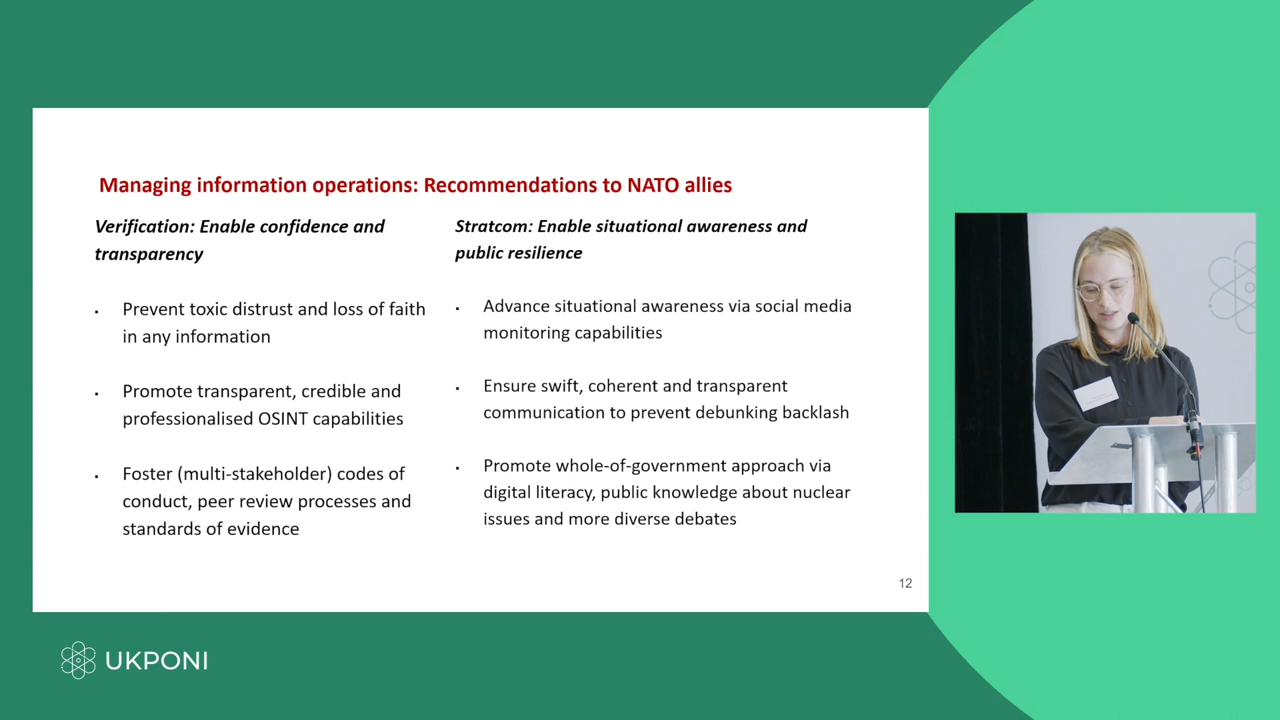 Managing information operations: Recommendations to NATO allies
Verification: Enable confidence and
transparency
▪ Prevent toxic distrust and loss of faith
in any information
▪ Promote transparent, credible and
professionalised OSINT capabilities
▪ Foster (multi-stakeholder) codes of
conduct, peer review processes and
standards of evidence
Stratcom: Enable situational awareness and
public resilience
▪ Advance situational awareness via social media
monitoring capabilities
▪ Ensure swift, coherent and transparent
communication to prevent debunking backlash
▪ Promote whole-of-government approach via
digital literacy, public knowledge about nuclear
issues and more diverse debates
12
UKPONI